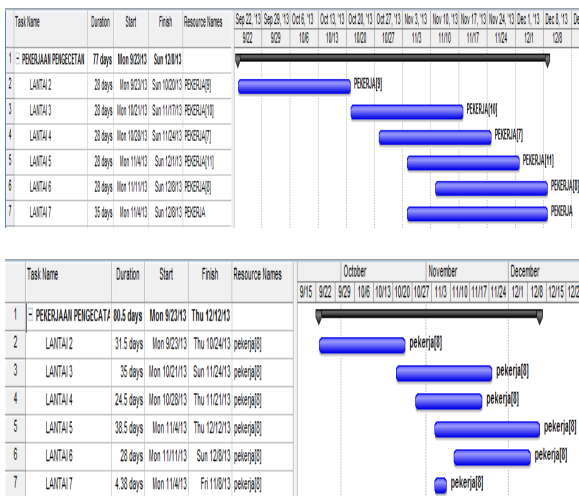 Task Name Duration Start Finish Resource Names Sep 22, '13 Sep 29, '13 Oct 6, '13 Oct 13, '13 Oct 20, '13 Oct 27, '13 Nov 3, '13 Nov 10, '13 Nov 17, '13 Nov 24, '13 Dec 1, '13 Dec 8, '13 De
9/22 9/29 10/6 10/13 10/20 10/27 11/3 11/10 11/17 11/24 12/1 12/8
1 PEKERJAAN PENGECETAN 77 days Mon 9/23/13 Sun 12/8/13
2 LANTAI 2 28 days Mon 9/23/13 Sun 10/20/13 PEKERJA[9] PEKERJA[9]
3 LANTAI 3 28 days Mon 10/21/13 Sun 11/17/13 PEKERJA[10] PEKERJA[10]
4 LANTAI 4 28 days Mon 10/28/13 Sun 11/24/13 PEKERJA[7] PEKERJA[7]
5 LANTAI 5 28 days Mon 11/4/13 Sun 12/1/13 PEKERJA[11] PEKERJA[11]
6 LANTAI 6 28 days Mon 11/11/13 Sun 12/8/13 PEKERJA[8] PEKERJA[8]
7 LANTAI 7 35 days Mon 11/4/13 Sun 12/8/13 PEKERJA PEKERJA
Task Name Duration Start Finish Resource Names October November December
9/15 9/22 9/29 10/6 10/13 10/20 10/27 11/3 11/10 11/17 11/24 12/1 12/8 12/15 12/22
1 PEKERJAAN PENGECATA 80.5 days Mon 9/23/13 Thu 12/12/13
2 LANTAI 2 31.5 days Mon 9/23/13 Thu 10/24/13 pekerja[8] pekerja[8]
3 LANTAI 3 35 days Mon 10/21/13 Sun 11/24/13 pekerja[8] pekerja[8]
4 LANTAI 4 24.5 days Mon 10/28/13 Thu 11/21/13 pekerja[8] pekerja[8]
5 LANTAI 5 38.5 days Mon 11/4/13 Thu 12/12/13 pekerja[8] pekerja[8]
6 LANTAI 6 28 days Mon 11/11/13 Sun 12/8/13 pekerja[8] pekerja[8]
7 LANTAI 7 4.38 days Mon 11/4/13 Fri 11/8/13 pekerja[8] pekerja[8]